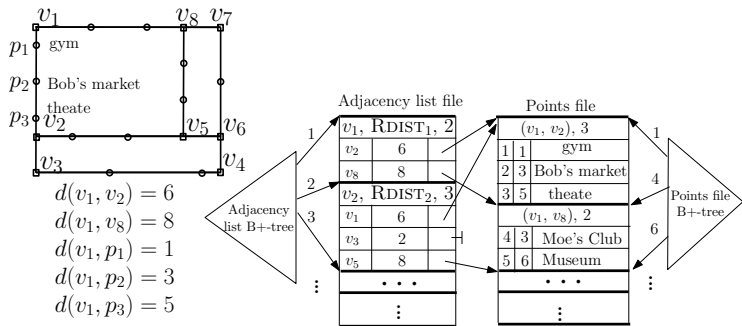 v₁ v₈ v₇
p₁ gym
p₂ Bob's market
theate
p₃ v₂ v₅ v₆
v₃ v₄
d(v₁, v₂) = 6
d(v₁, v₈) = 8
d(v₁, p₁) = 1
d(v₁, p₂) = 3
d(v₁, p₃) = 5
Adjacency
list B+-tree
1
2
3
⋮
Adjacency list file
v₁, RDIST₁, 2
v₂ 6
v₈ 8
v₂, RDIST₂, 3
v₁ 6
v₃ 2
v₅ 8
· · ·
⋮
Points file
(v₁, v₂), 3
1 1 gym
2 3 Bob's market
3 5 theate
(v₁, v₈), 2
4 3 Moe's Club
5 6 Museum
· · ·
⋮
1
4
6
⋮
Points file
B+-tree